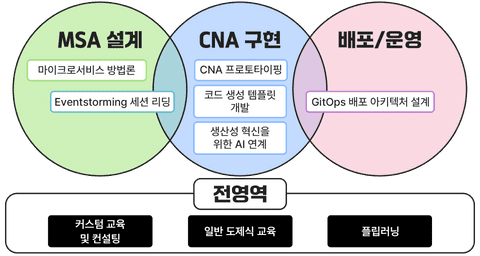 MSA 설계
마이크로서비스 방법론
Eventstorming 세션 리딩
CNA 구현
CNA 프로토타이핑
코드 생성 템플릿
개발
생산성 혁신을
위한 AI 연계
배포/운영
GitOps 배포 아키텍처 설계
전영역
커스텀 교육
및 컨설팅
일반 도제식 교육
플립러닝